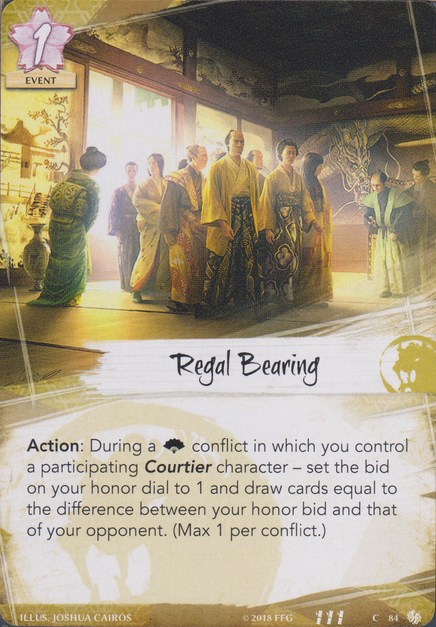 1
EVENT
Regal Bearing
Action: During a conflict in which you control
a participating Courtier character – set the bid
on your honor dial to 1 and draw cards equal to
the difference between your honor bid and that
of your opponent. (Max 1 per conflict.)
ILLUS. JOSHUA CAIRÓS © 2018 FFG C 84